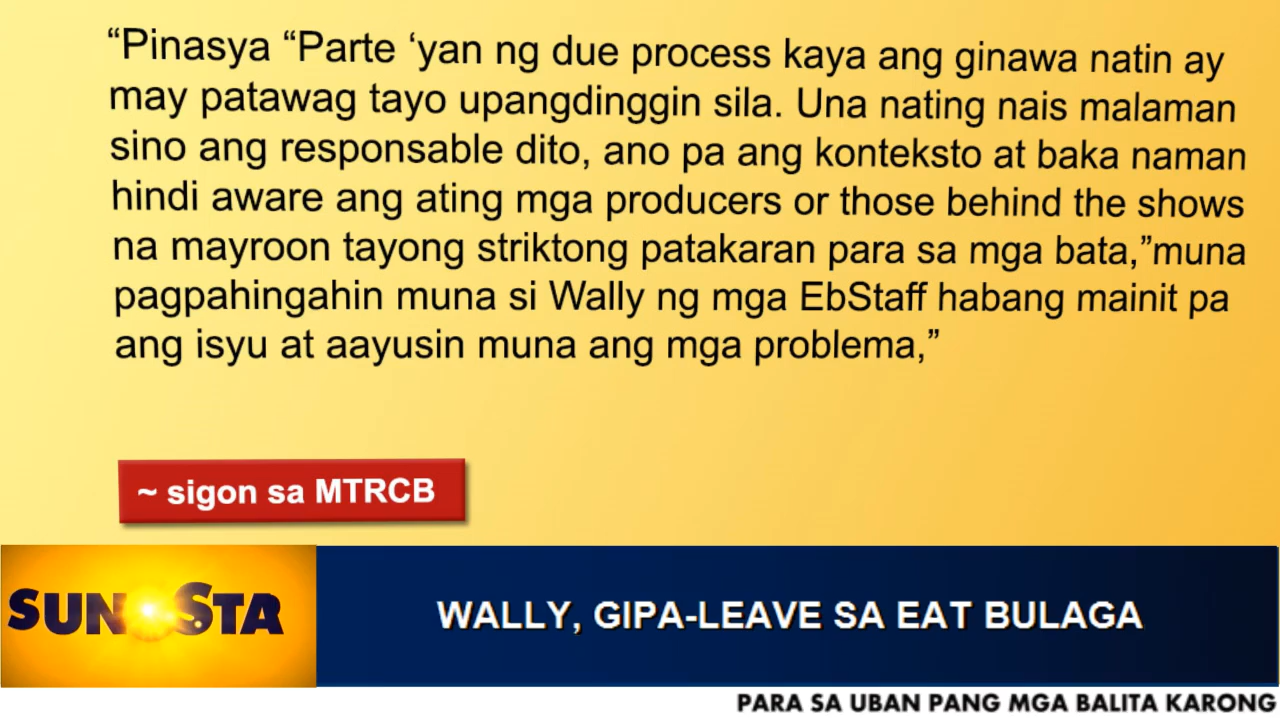 “Pinasya “Parte ‘yan ng due process kaya ang ginawa natin ay
may patawag tayo upangdinggin sila. Una nating nais malaman
sino ang responsable dito, ano pa ang konteksto at baka naman
hindi aware ang ating mga producers or those behind the shows
na mayroon tayong striktong patakaran para sa mga bata,”muna
pagpahingahin muna si Wally ng mga EbStaff habang mainit pa
ang isyu at aayusin muna ang mga problema,”
~ sigon sa MTRCB
SUN.STA
WALLY, GIPA-LEAVE SA EAT BULAGA
PARA SA UBAN PANG MGA BALITA KARONG